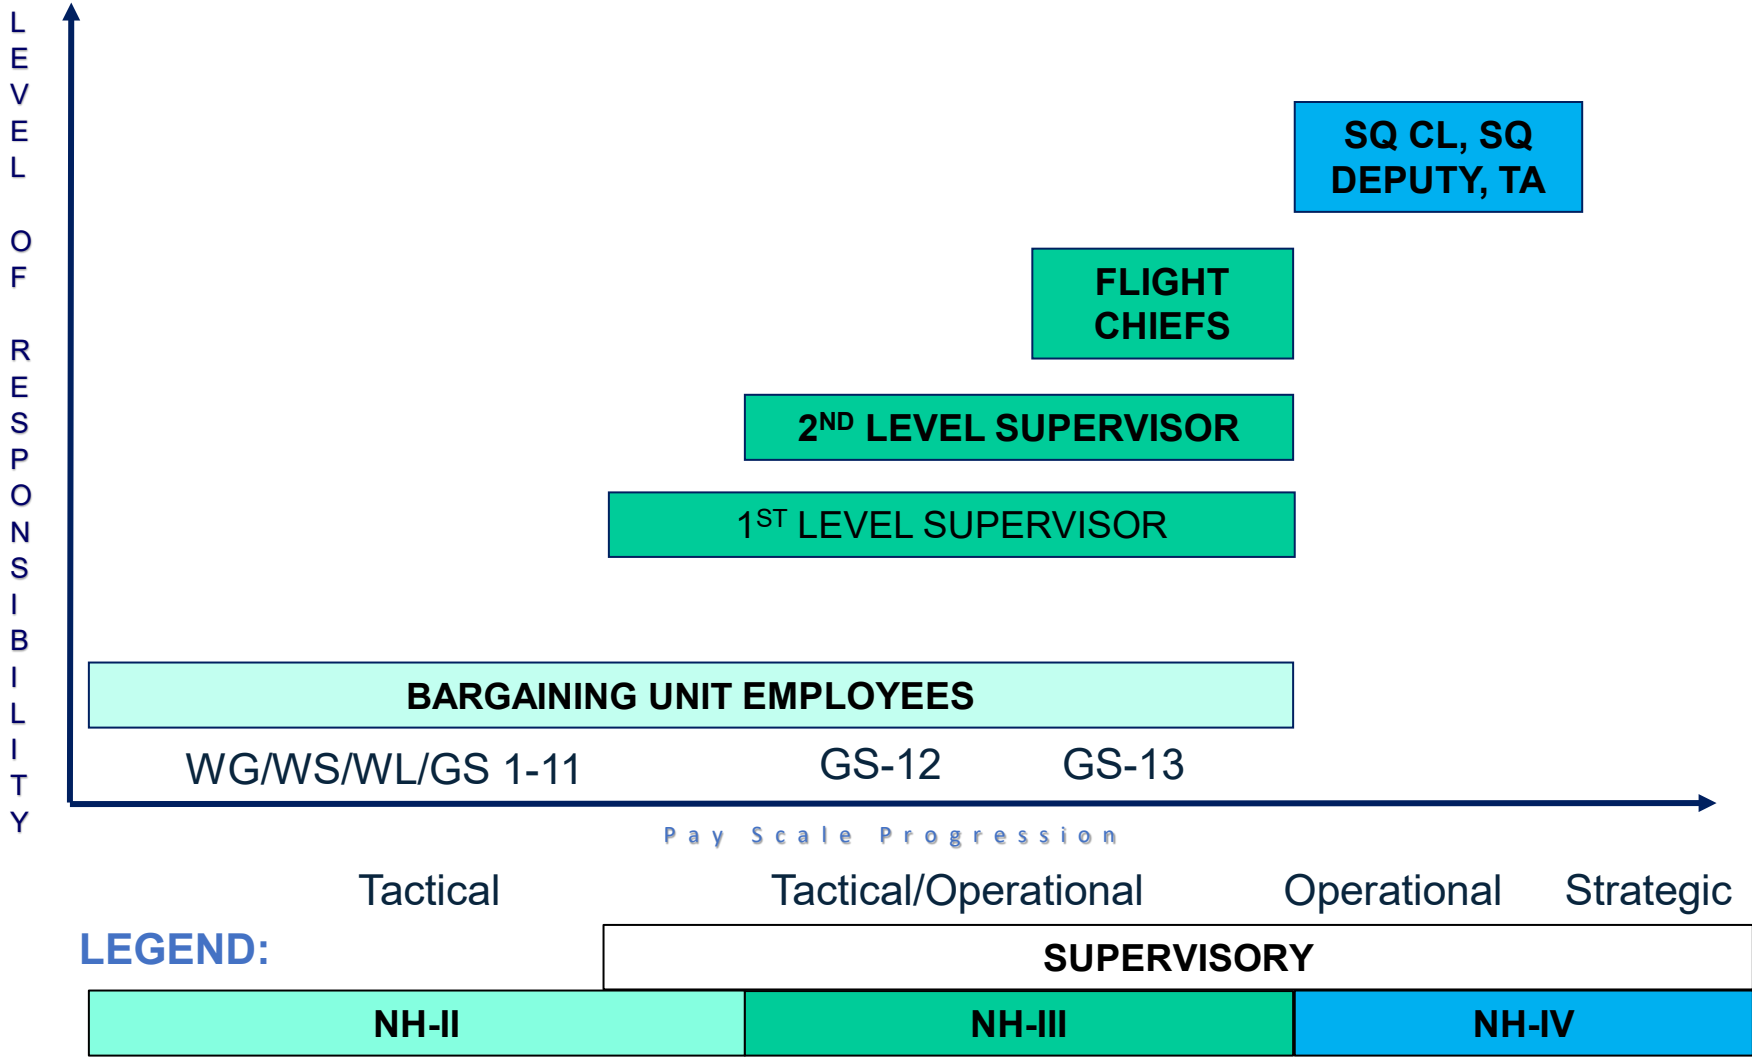 LEVEL OF RESPONSIBILITY
SQ CL, SQ
DEPUTY, TA
FLIGHT
CHIEFS
2ND LEVEL SUPERVISOR
1ST LEVEL SUPERVISOR
BARGAINING UNIT EMPLOYEES
WG/WS/WL/GS 1-11 GS-12 GS-13
Pay Scale Progression
Tactical Tactical/Operational Operational Strategic
LEGEND:
SUPERVISORY
NH-II NH-III NH-IV